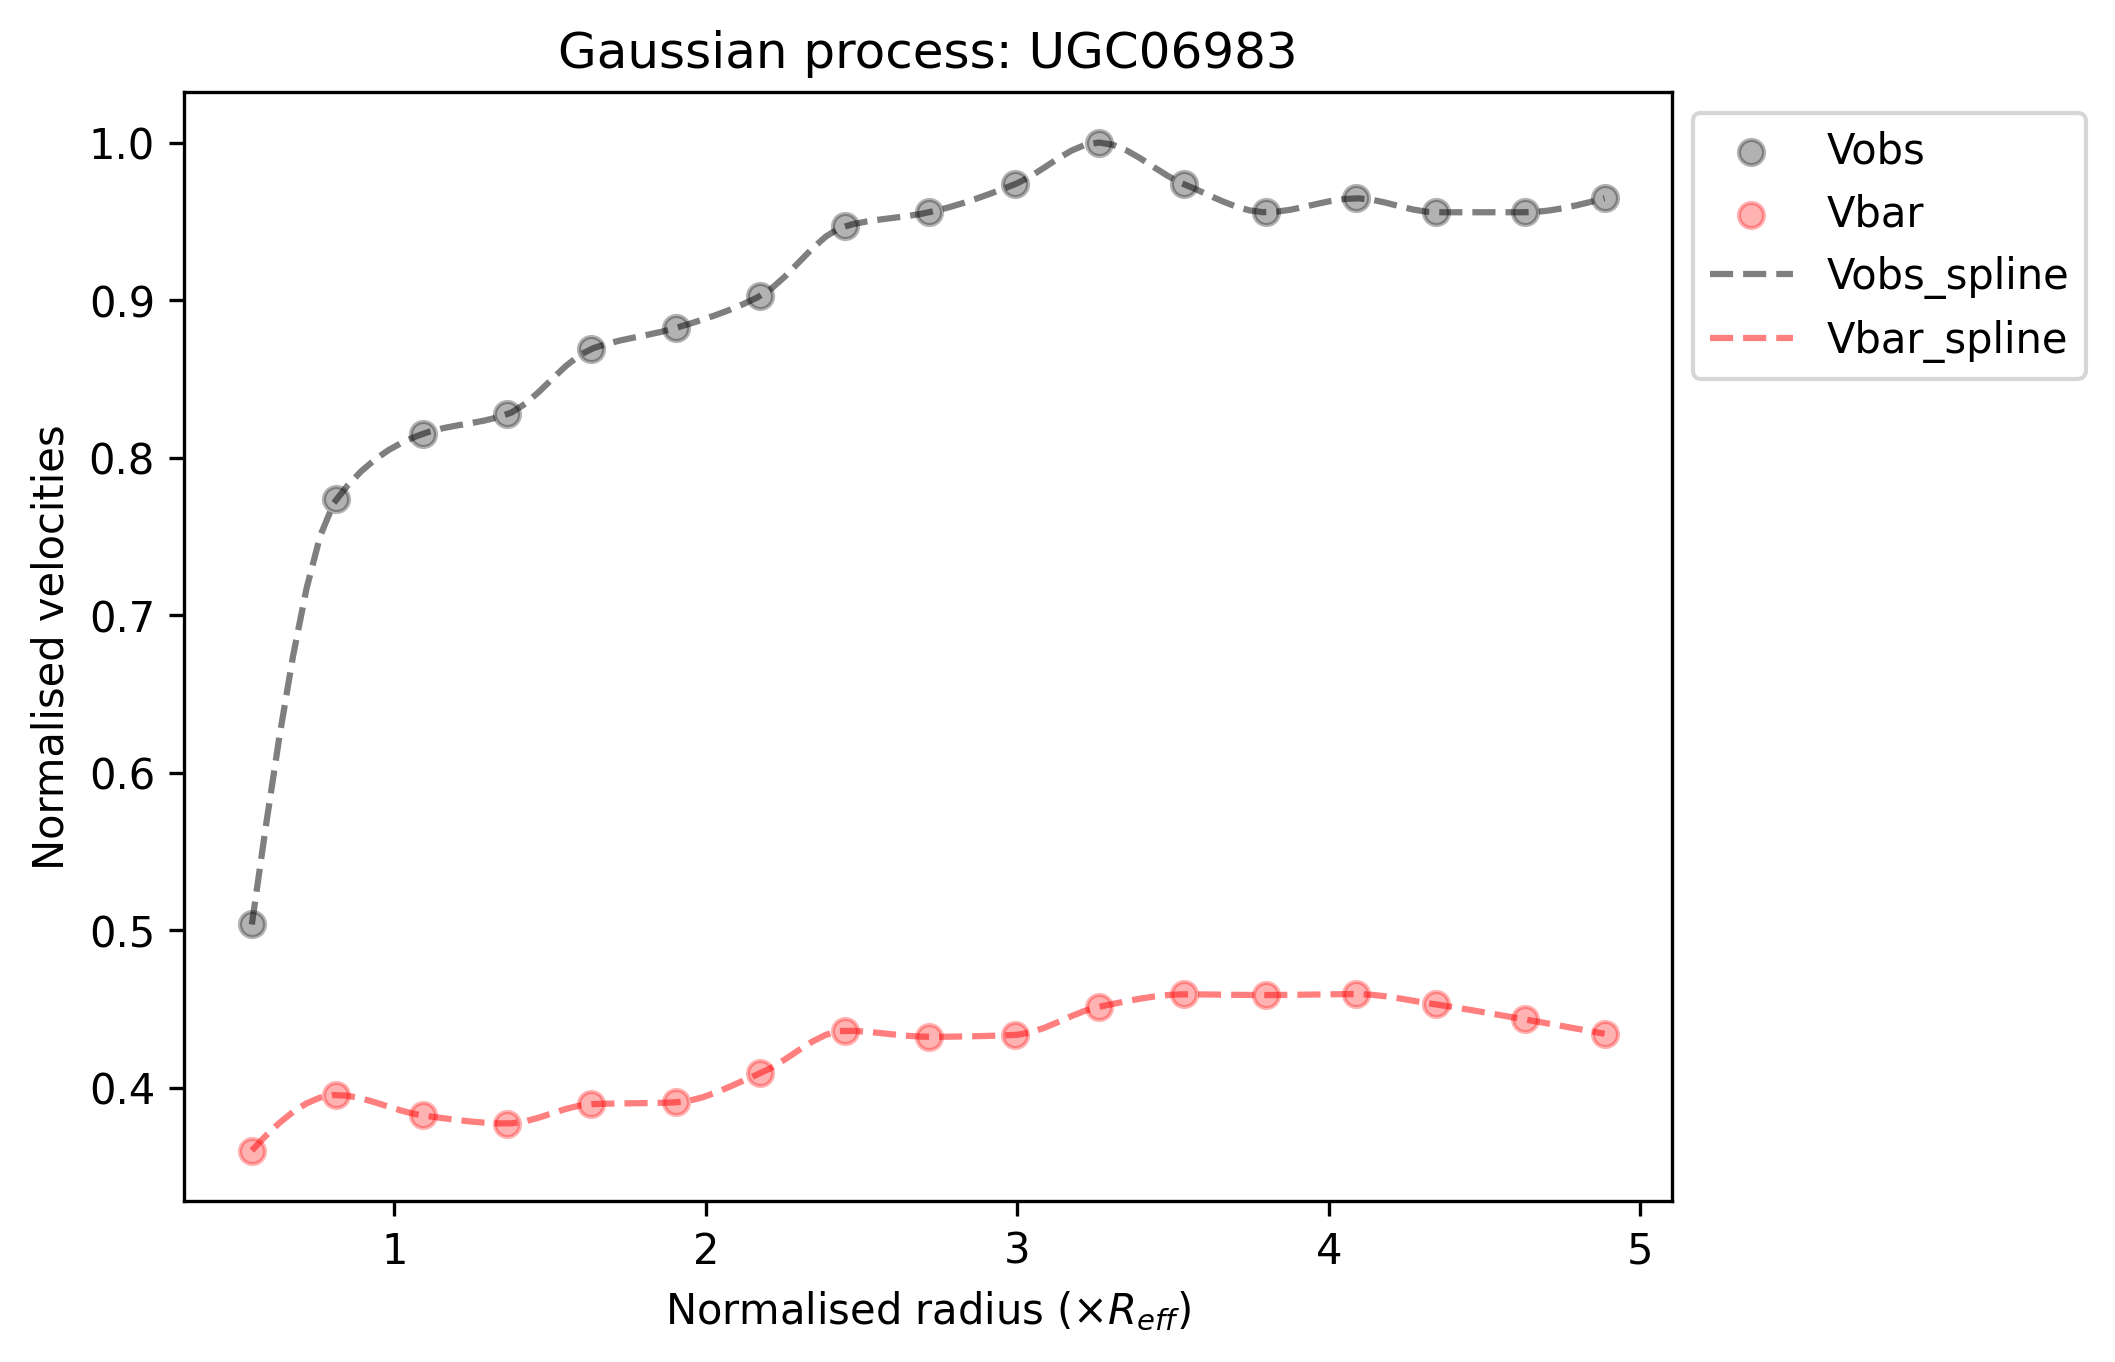 Gaussian process: UGC06983
1.0
0.9
0.8
0.7
0.6
0.5
0.4
Normalised velocities
1 2 3 4 5
Normalised radius (×R_eff)
Vobs
Vbar
Vobs_spline
Vbar_spline